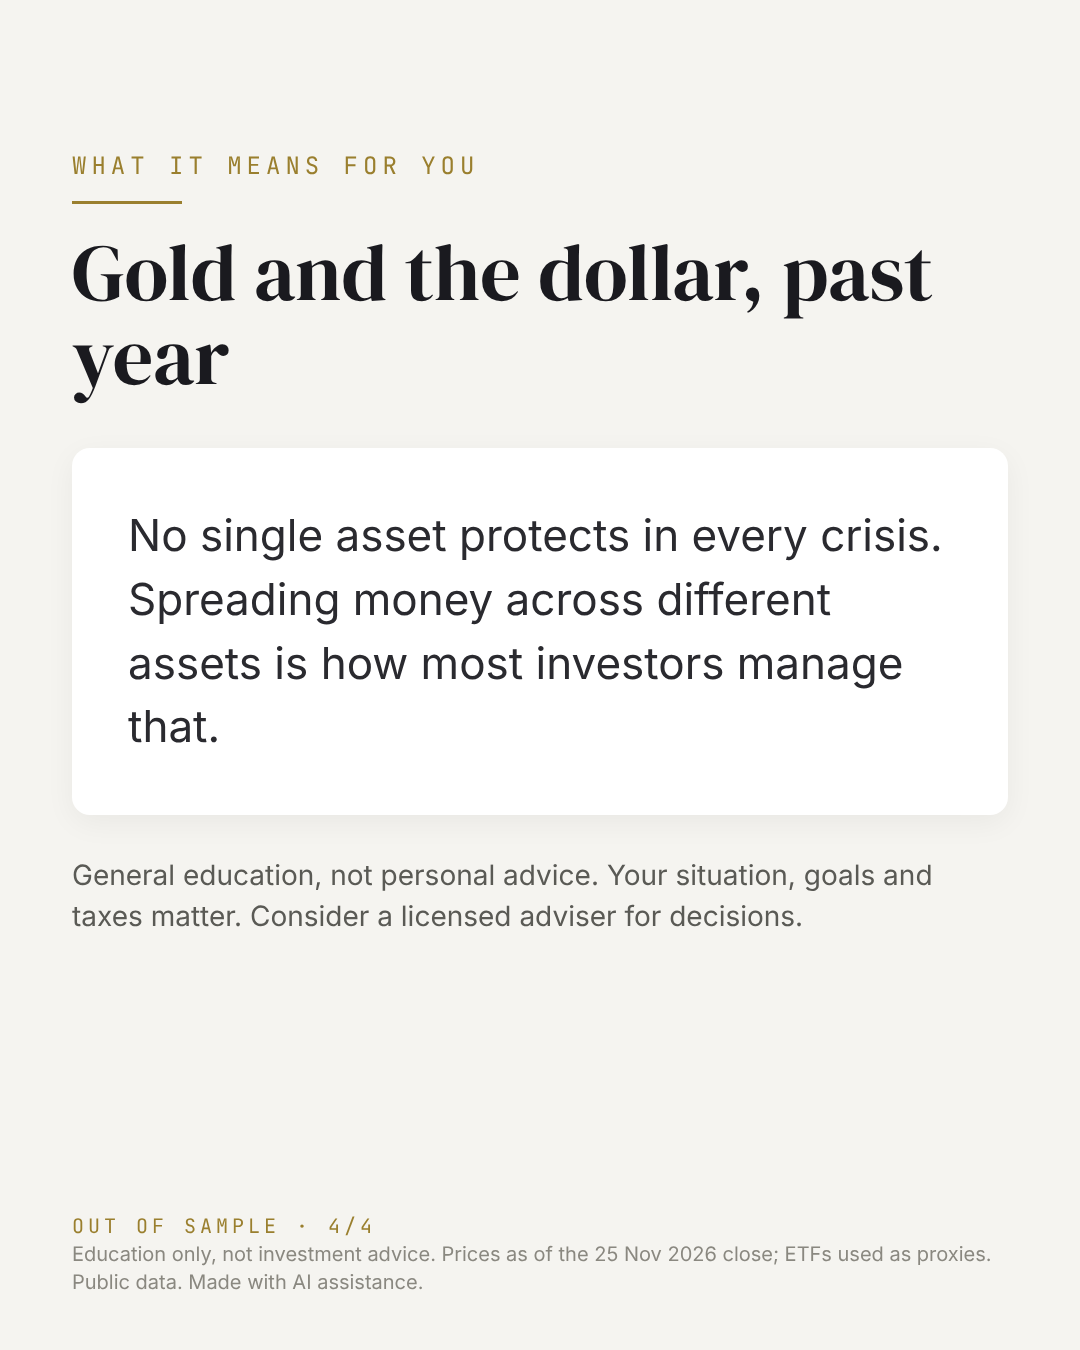 WHAT IT MEANS FOR YOU
Gold and the dollar, past
year
No single asset protects in every crisis.
Spreading money across different
assets is how most investors manage
that.
General education, not personal advice. Your situation, goals and
taxes matter. Consider a licensed adviser for decisions.
OUT OF SAMPLE · 4/4
Education only, not investment advice. Prices as of the 25 Nov 2026 close; ETFs used as proxies.
Public data. Made with AI assistance.